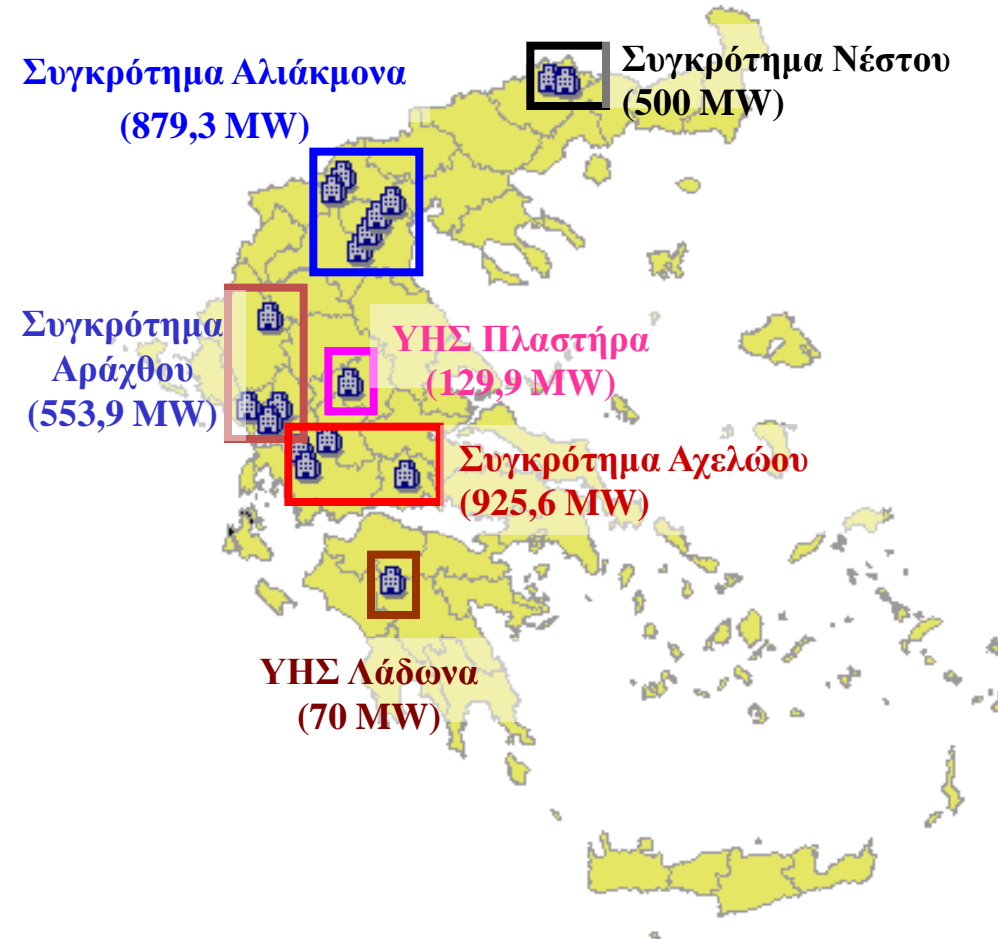 Συγκρότημα Αλιάκμονα
(879,3 MW)
Συγκρότημα Νέστου
(500 MW)
Συγκρότημα
Αράχθου
(553,9 MW)
ΥΗΣ Πλαστήρα
(129,9 MW)
Συγκρότημα Αχελώου
(925,6 MW)
ΥΗΣ Λάδωνα
(70 MW)